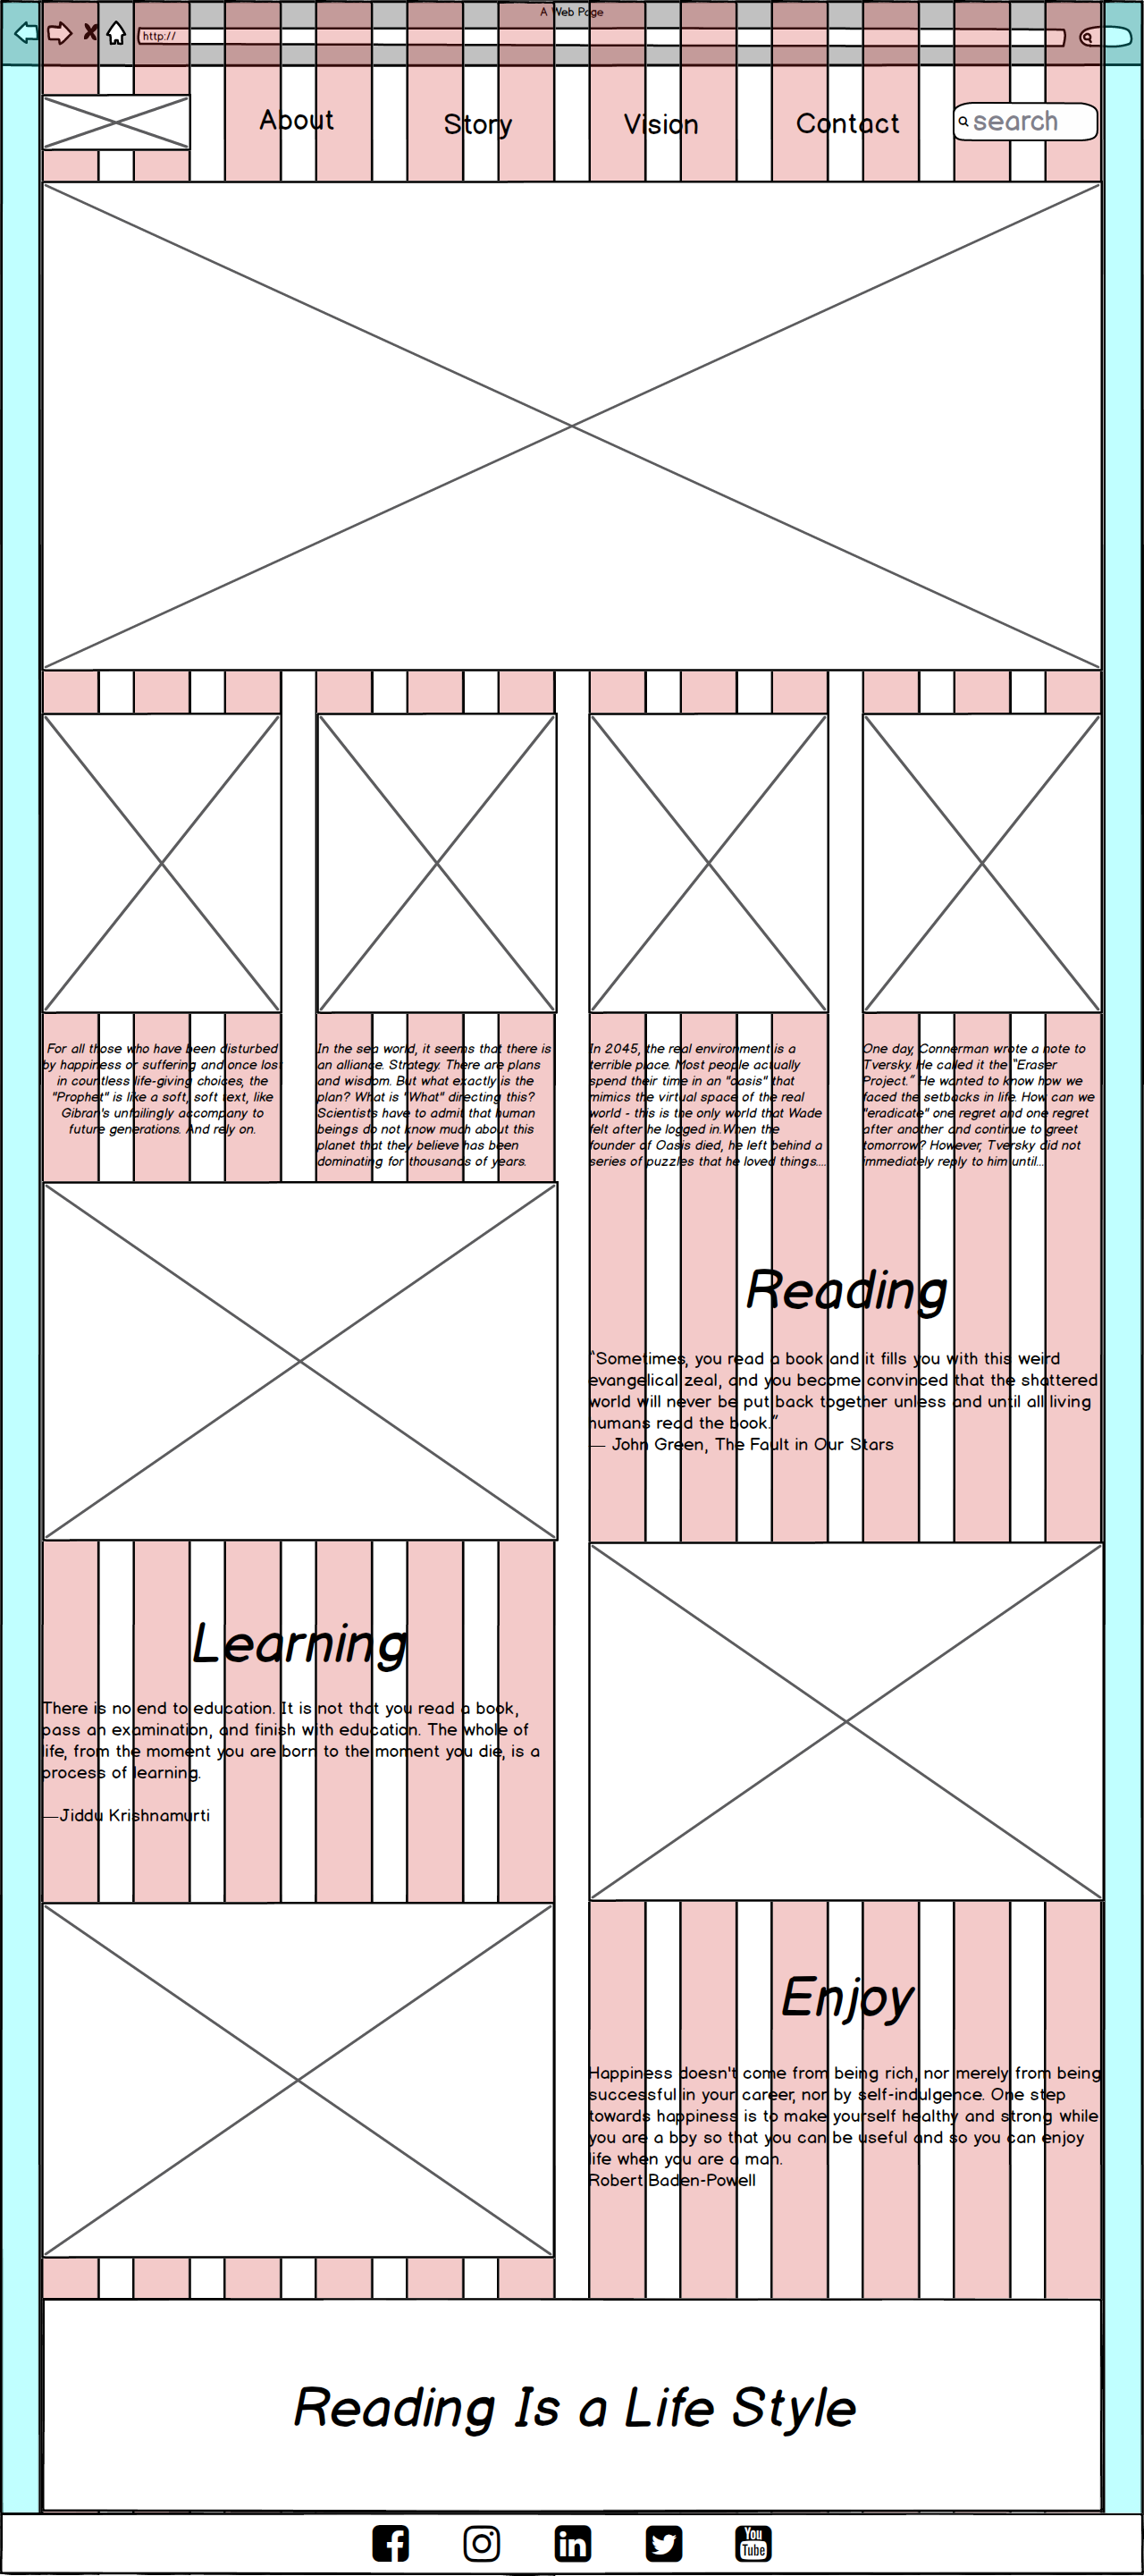 A Web Page
http://
About
Story
Vision
Contact
search
For all those who have been disturbed
by happiness or suffering and once lost
in countless life-giving choices, the
"Prophet" is like a soft, soft text, like
Gibran's unfailingly accompany to
future generations. And rely on.
In the sea world, it seems that there is
an alliance. Strategy. There are plans
and wisdom. But what exactly is the
plan? What is "What" directing this?
Scientists have to admit that human
beings do not know much about this
planet that they believe has been
dominating for thousands of years.
In 2045, the real environment is a
terrible place. Most people actually
spend their time in an "oasis" that
mimics the virtual space of the real
world - this is the only world that Wade
felt after he logged in.When the
founder of Oasis died, he left behind a
series of puzzles that he loved things....
One day, Connerman wrote a note to
Tversky. He called it the “Eraser
Project.” He wanted to know how we
faced the setbacks in life. How can we
"eradicate" one regret and one regret
after another and continue to greet
tomorrow? However, Tversky did not
immediately reply to him until...
Reading
“Sometimes, you read a book and it fills you with this weird
evangelical zeal, and you become convinced that the shattered
world will never be put back together unless and until all living
humans read the book.”
― John Green, The Fault in Our Stars
Learning
There is no end to education. It is not that you read a book,
pass an examination, and finish with education. The whole of
life, from the moment you are born to the moment you die, is a
process of learning.
—Jiddu Krishnamurti
Enjoy
Happiness doesn't come from being rich, nor merely from being
successful in your career, nor by self-indulgence. One step
towards happiness is to make yourself healthy and strong while
you are a boy so that you can be useful and so you can enjoy
life when you are a man.
Robert Baden-Powell
Reading Is a Life Style
in
You
Tube